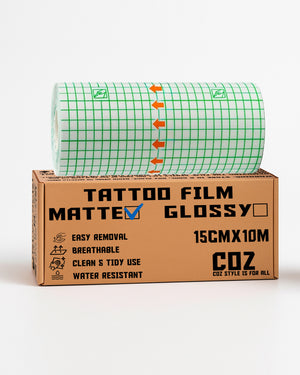 TATTOO FILM
MATTE GLOSSY
EASY REMOVAL
15CMX10M
BREATHABLE
CLEAN & TIDY USE
COZ
WATER RESISTANT
COZ STYLE IS FOR ALL